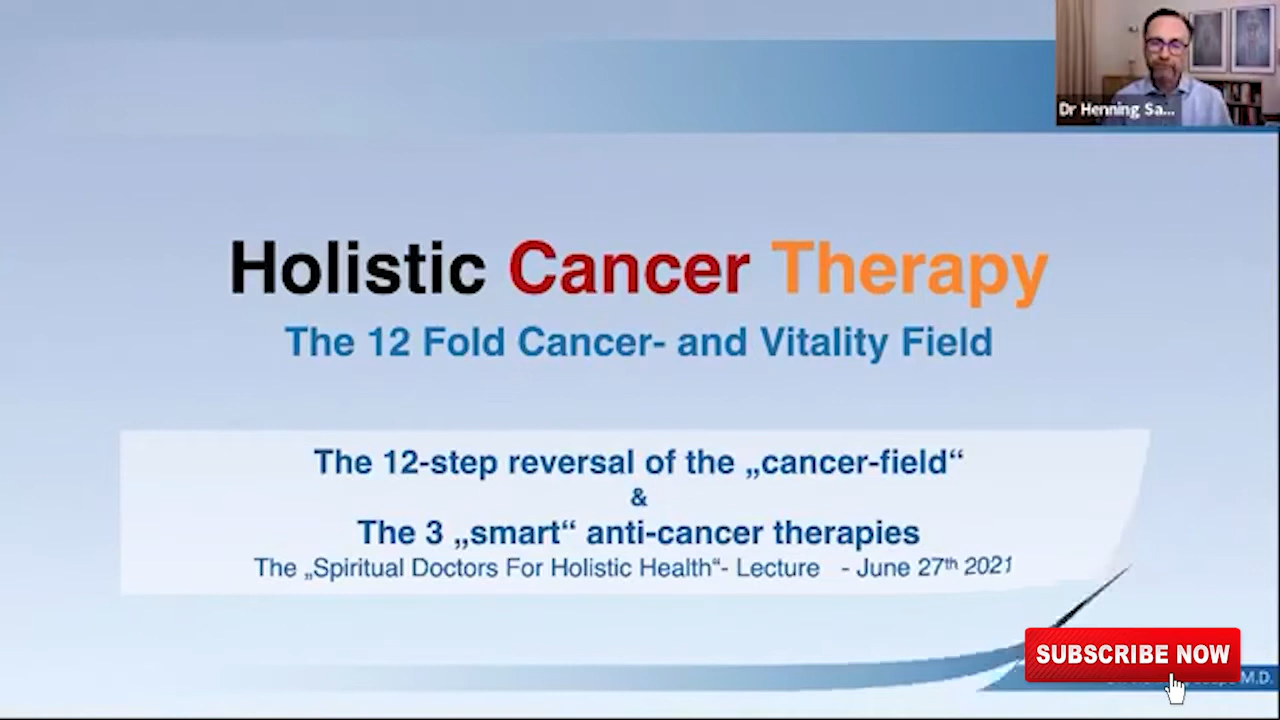 Dr Henning Sa...
Holistic Cancer Therapy
The 12 Fold Cancer- and Vitality Field
The 12-step reversal of the „cancer-field“
&
The 3 „smart“ anti-cancer therapies
The „Spiritual Doctors For Holistic Health“- Lecture - June 27th 2021
SUBSCRIBE NOW
M.D.